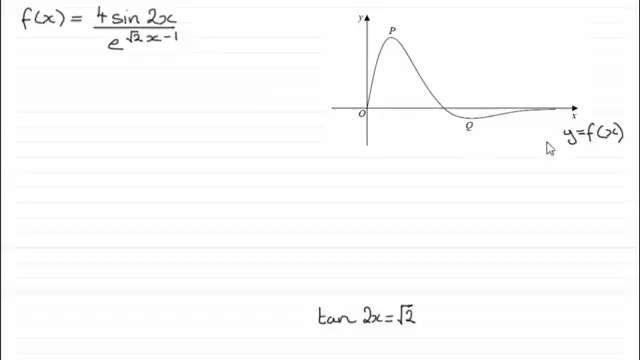 f(x) = 4 sin 2x / e^(√2x-1)
y
P
O
x
Q
y=f(x)
tan 2x=√2